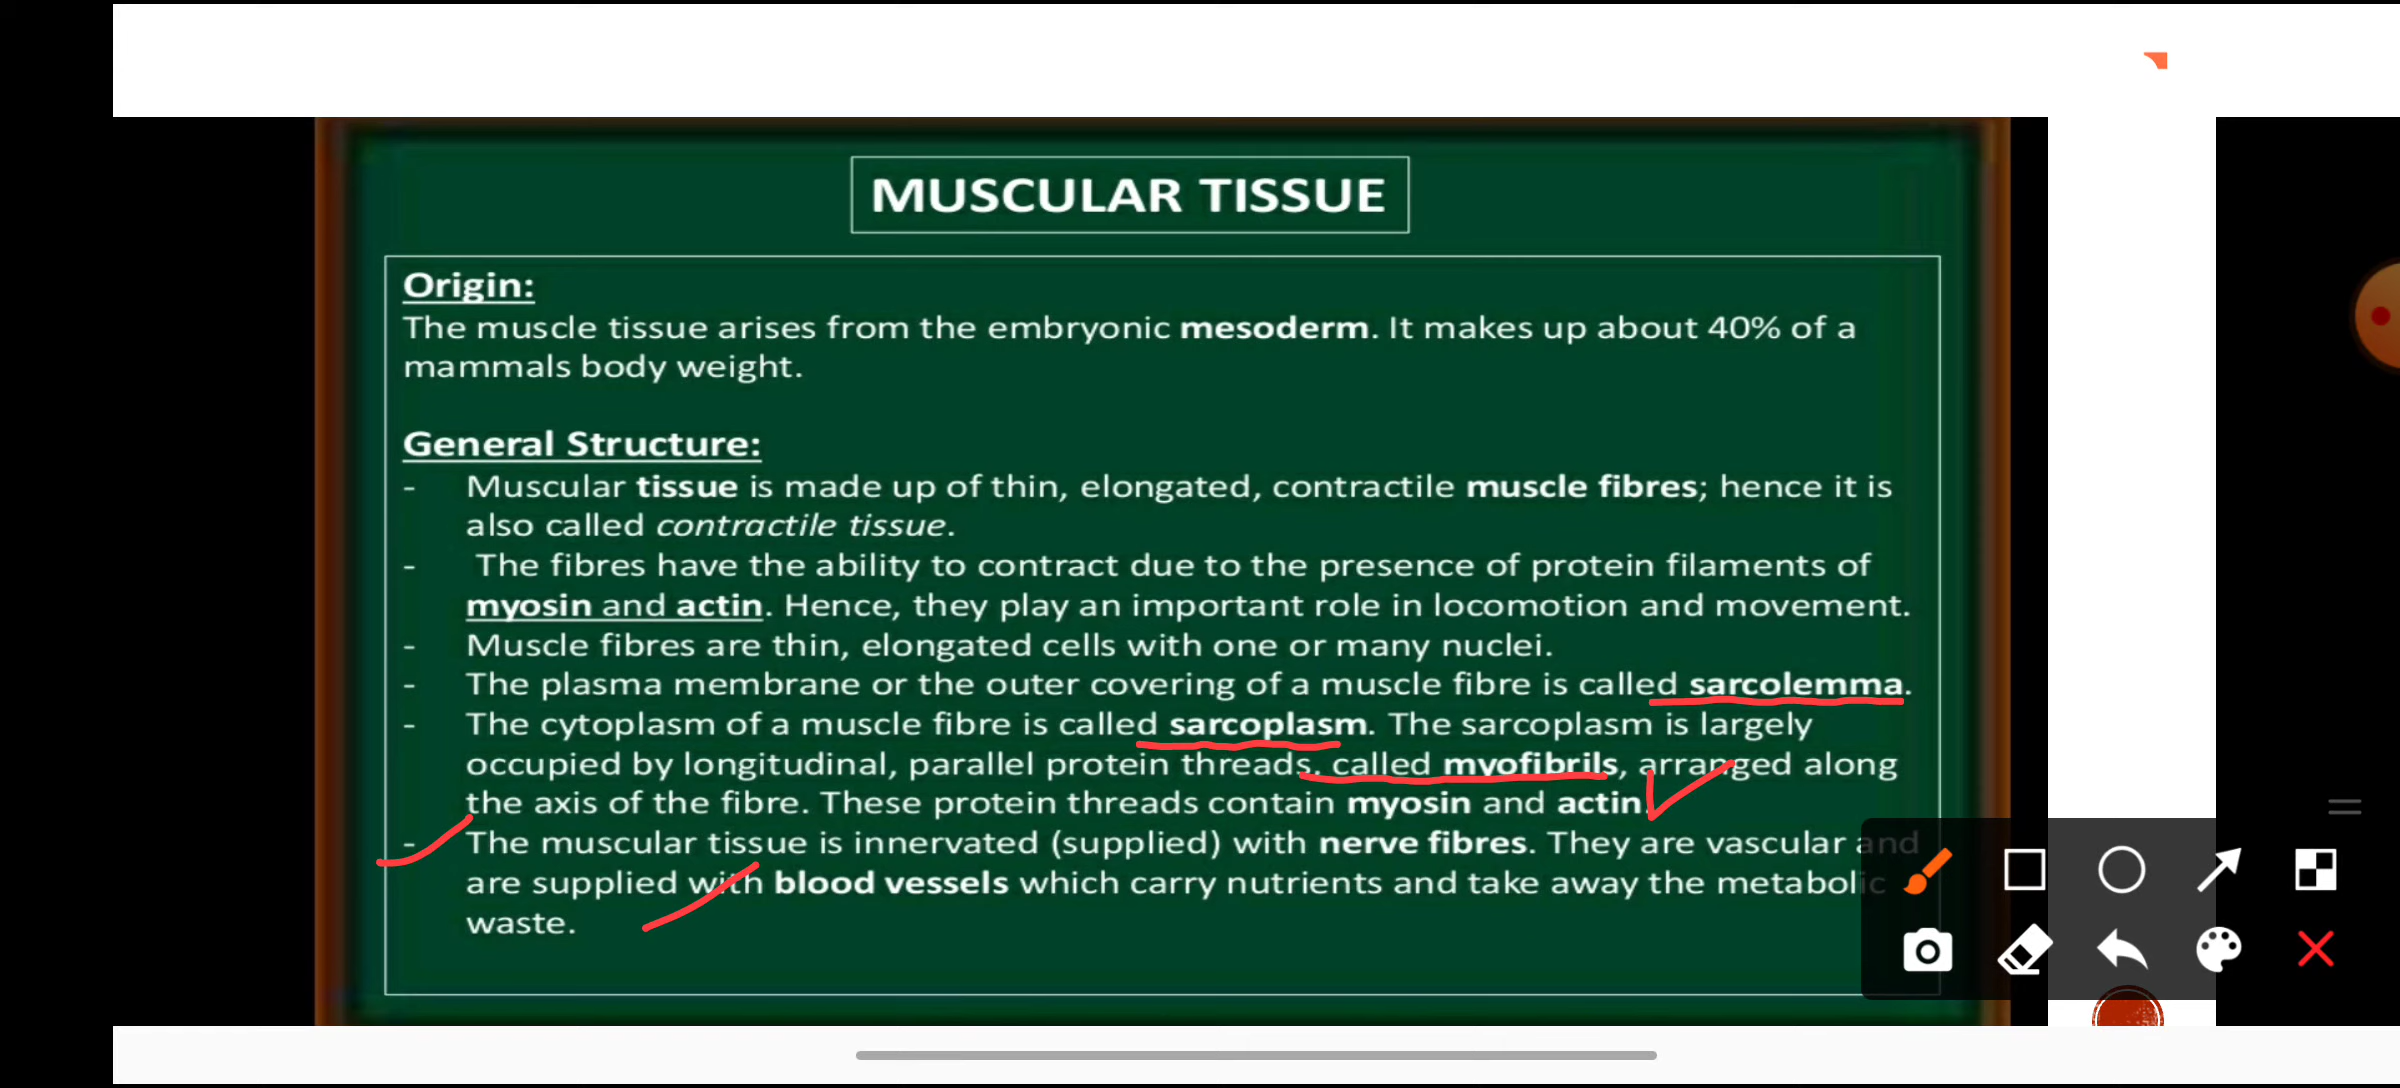 MUSCULAR TISSUE
Origin:
The muscle tissue arises from the embryonic mesoderm. It makes up about 40% of a
mammals body weight.
General Structure:
- Muscular tissue is made up of thin, elongated, contractile muscle fibres; hence it is
also called contractile tissue.
- The fibres have the ability to contract due to the presence of protein filaments of
myosin and actin. Hence, they play an important role in locomotion and movement.
- Muscle fibres are thin, elongated cells with one or many nuclei.
- The plasma membrane or the outer covering of a muscle fibre is called sarcolemma.
- The cytoplasm of a muscle fibre is called sarcoplasm. The sarcoplasm is largely
occupied by longitudinal, parallel protein threads, called myofibrils, arranged along
the axis of the fibre. These protein threads contain myosin and actin.
- The muscular tissue is innervated (supplied) with nerve fibres. They are vascular and
are supplied with blood vessels which carry nutrients and take away the metabolic
waste.